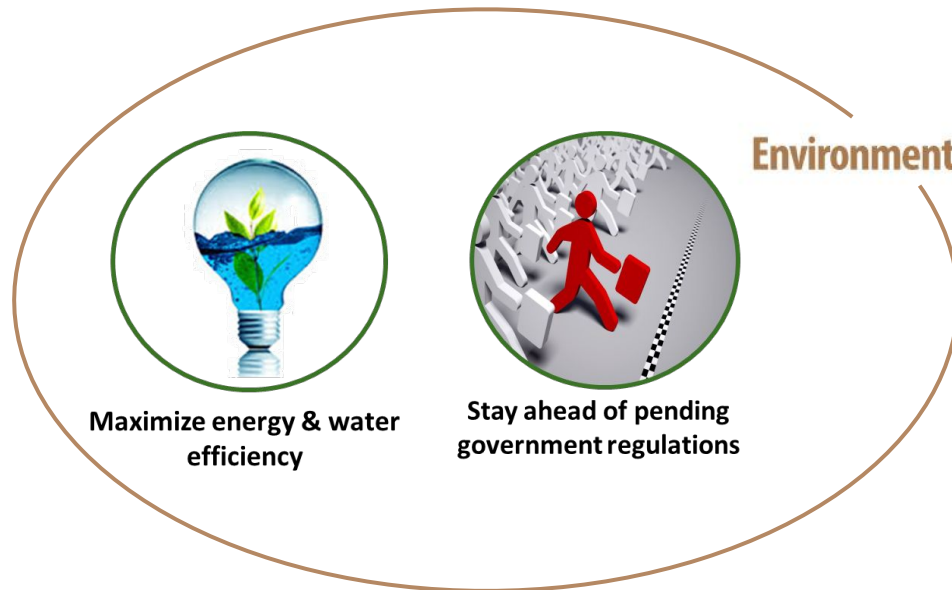 Environment
Maximize energy & water
efficiency
Stay ahead of pending
government regulations